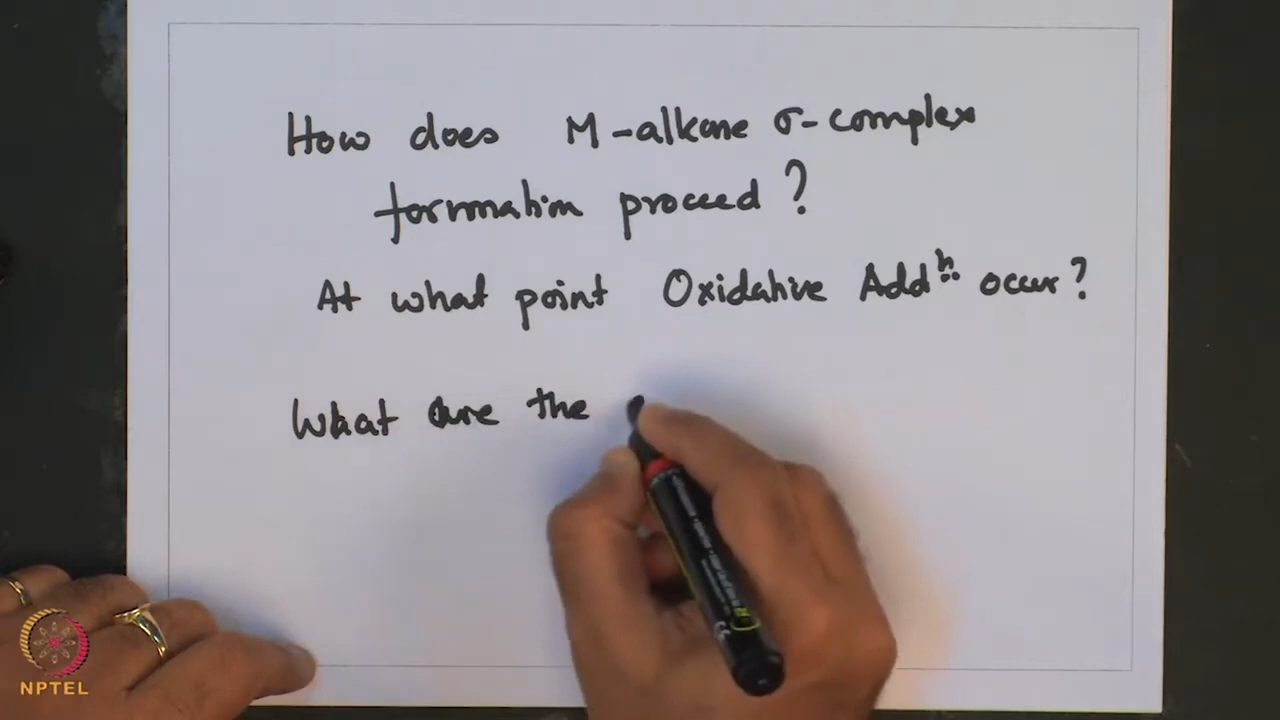 How does M-alkane σ-complex
formation proceed?
At what point Oxidative Addn occur?
What are the
NPTEL